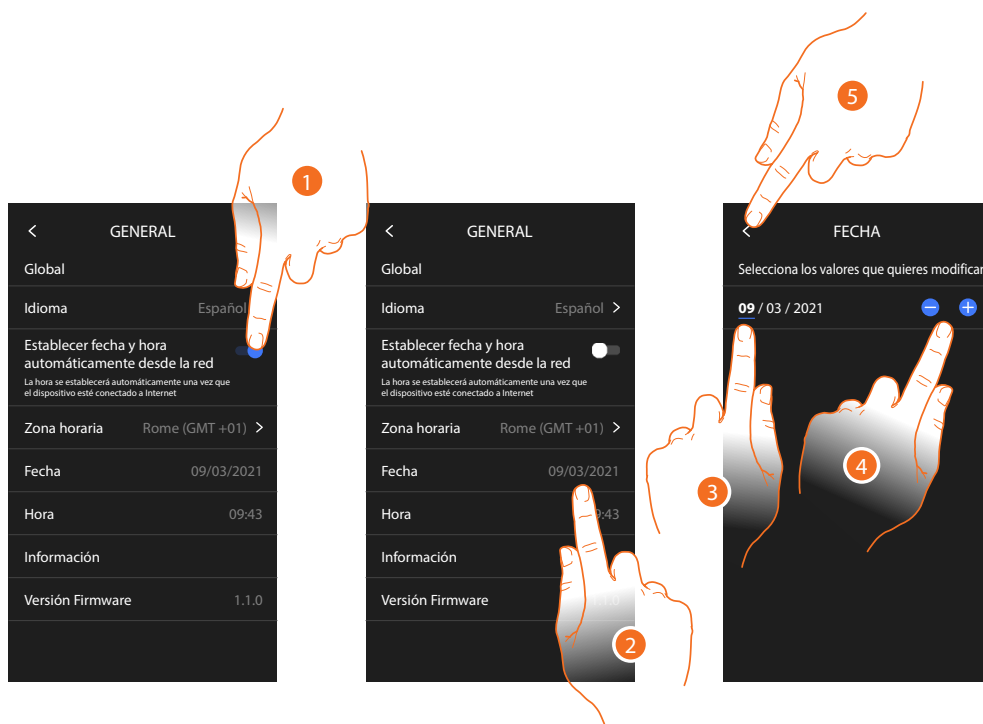 1
GENERAL
Global
Idioma Español
Establecer fecha y hora
automáticamente desde la red
La hora se establecerá automáticamente una vez que
el dispositivo esté conectado a Internet
Zona horaria Rome (GMT +01)
Fecha 09/03/2021
Hora 09:43
Información
Versión Firmware 1.1.0
GENERAL
Global
Idioma Español
Establecer fecha y hora
automáticamente desde la red
La hora se establecerá automáticamente una vez que
el dispositivo esté conectado a Internet
Zona horaria Rome (GMT +01)
Fecha 09/03/2021
Hora :43
Información
Versión Firmware 1.1.0
2
5
FECHA
Selecciona los valores que quieres modificar
09 / 03 / 2021
3
4